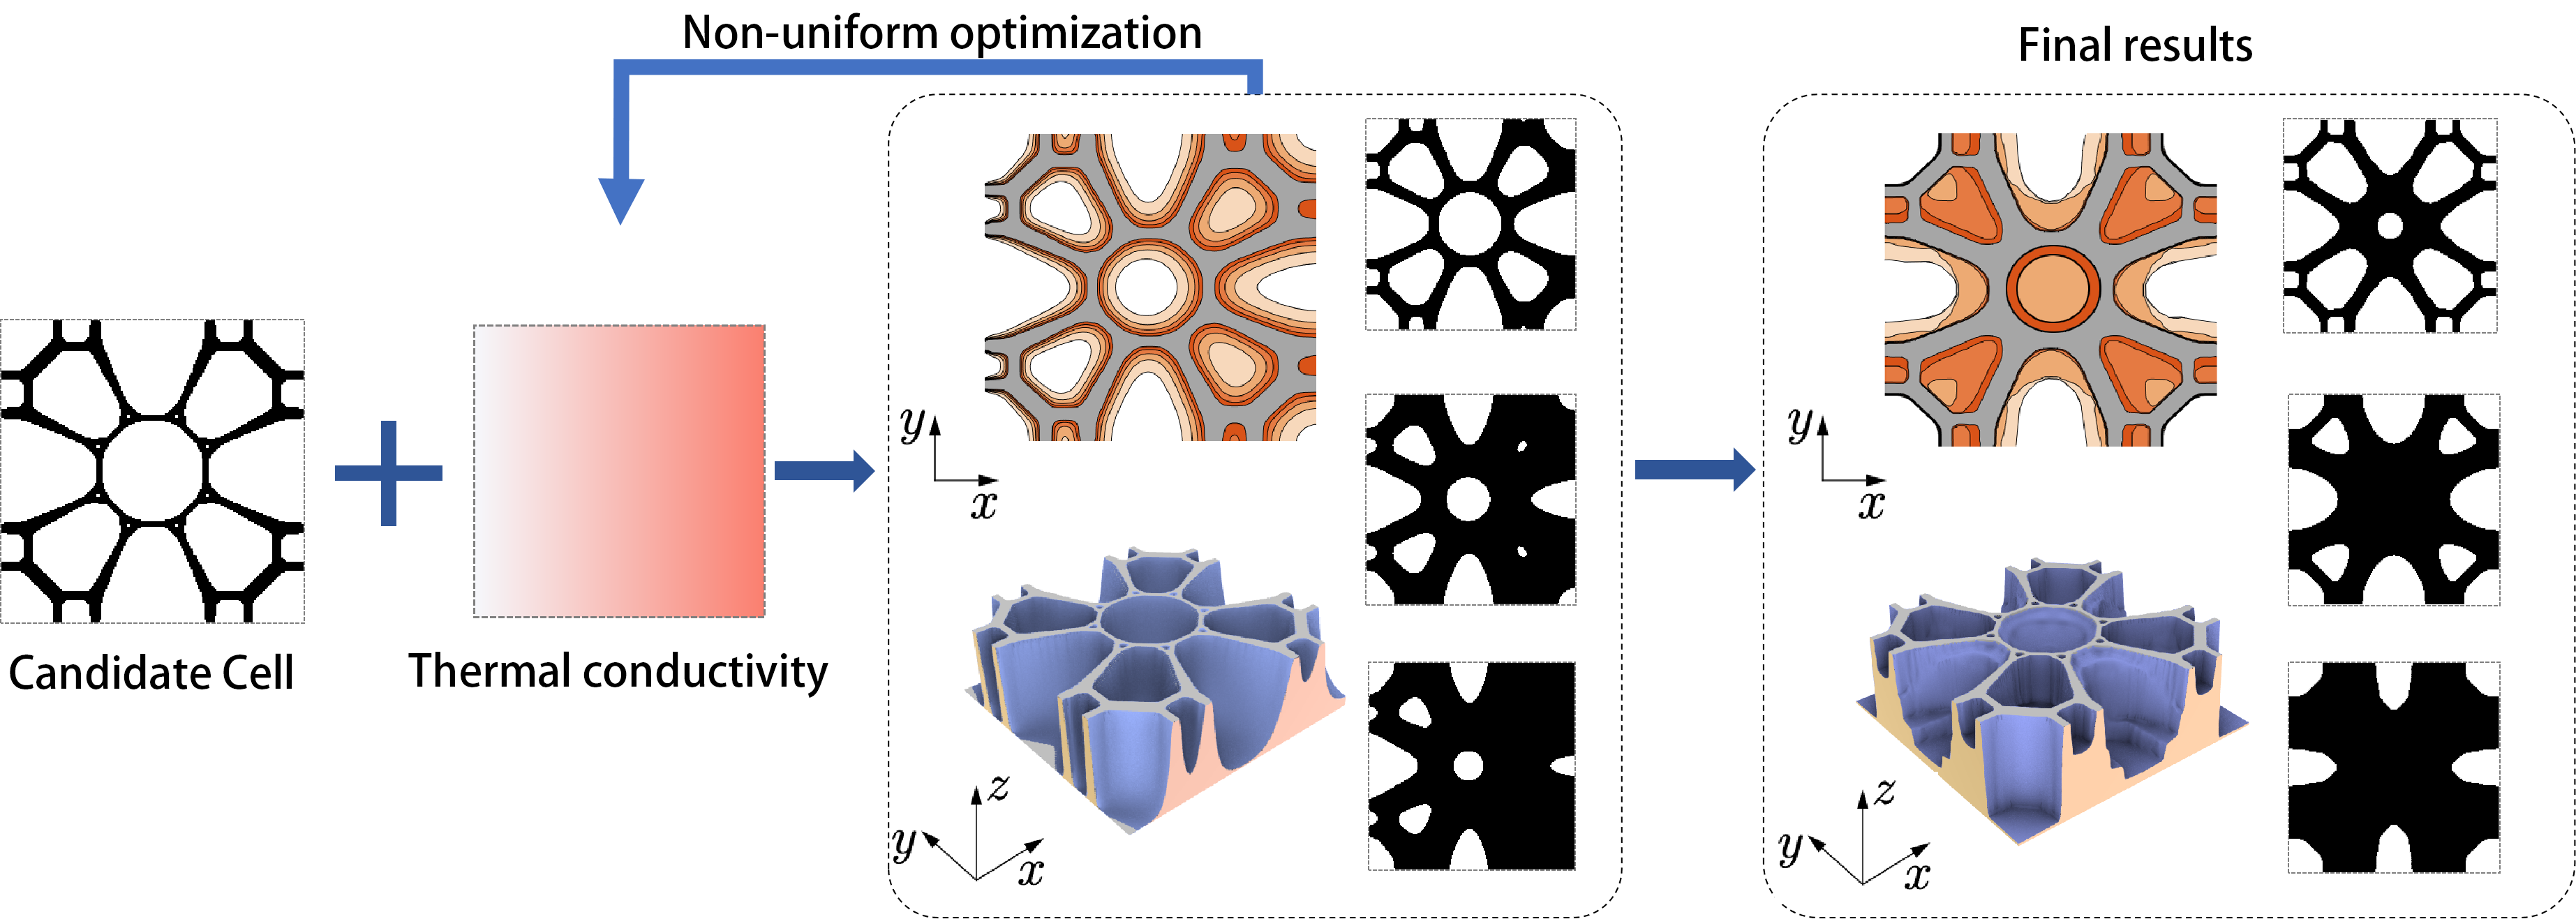 Non-uniform optimization
Final results
Candidate Cell
Thermal conductivity
y
x
z
y
x
y
x
z
y
x